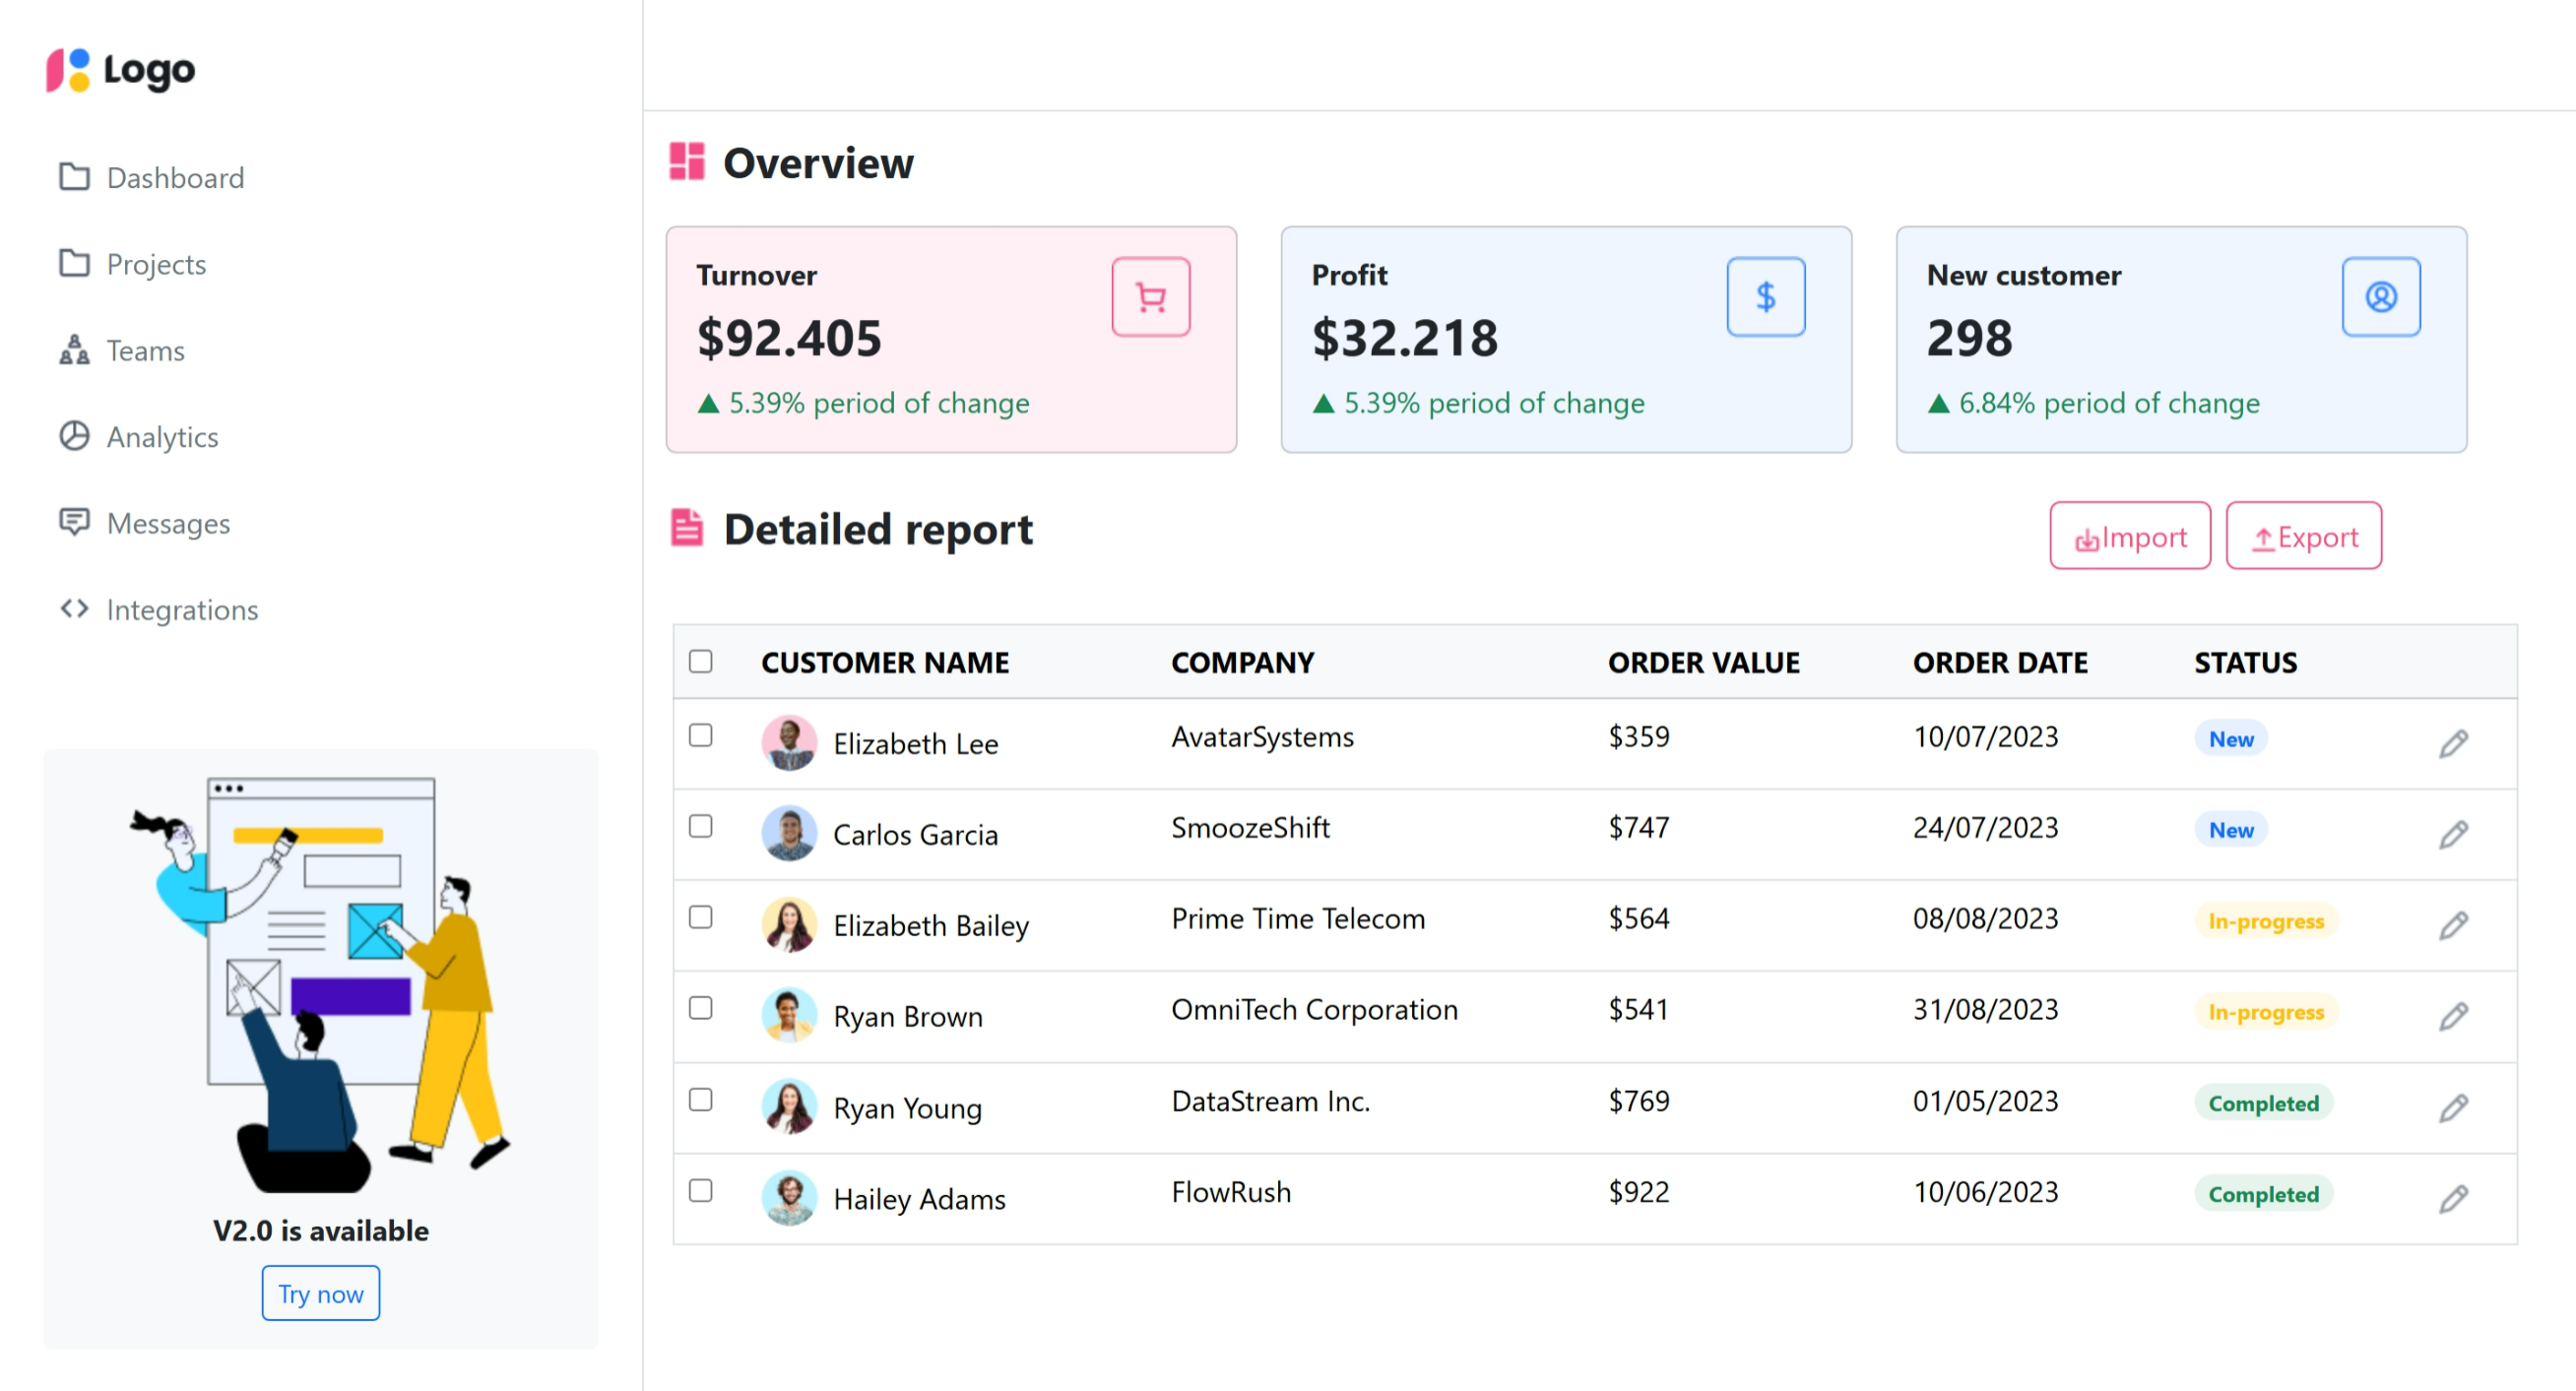 Logo
Dashboard
Projects
Teams
Analytics
Messages
Integrations
V2.0 is available
Try now
Overview
Turnover
$92.405
▲ 5.39% period of change
Profit
$
$32.218
▲ 5.39% period of change
New customer
298
▲ 6.84% period of change
Detailed report
Import Export
CUSTOMER NAME COMPANY ORDER VALUE ORDER DATE STATUS
Elizabeth Lee AvatarSystems $359 10/07/2023 New
Carlos Garcia SmoozeShift $747 24/07/2023 New
Elizabeth Bailey Prime Time Telecom $564 08/08/2023 In-progress
Ryan Brown OmniTech Corporation $541 31/08/2023 In-progress
Ryan Young DataStream Inc. $769 01/05/2023 Completed
Hailey Adams FlowRush $922 10/06/2023 Completed